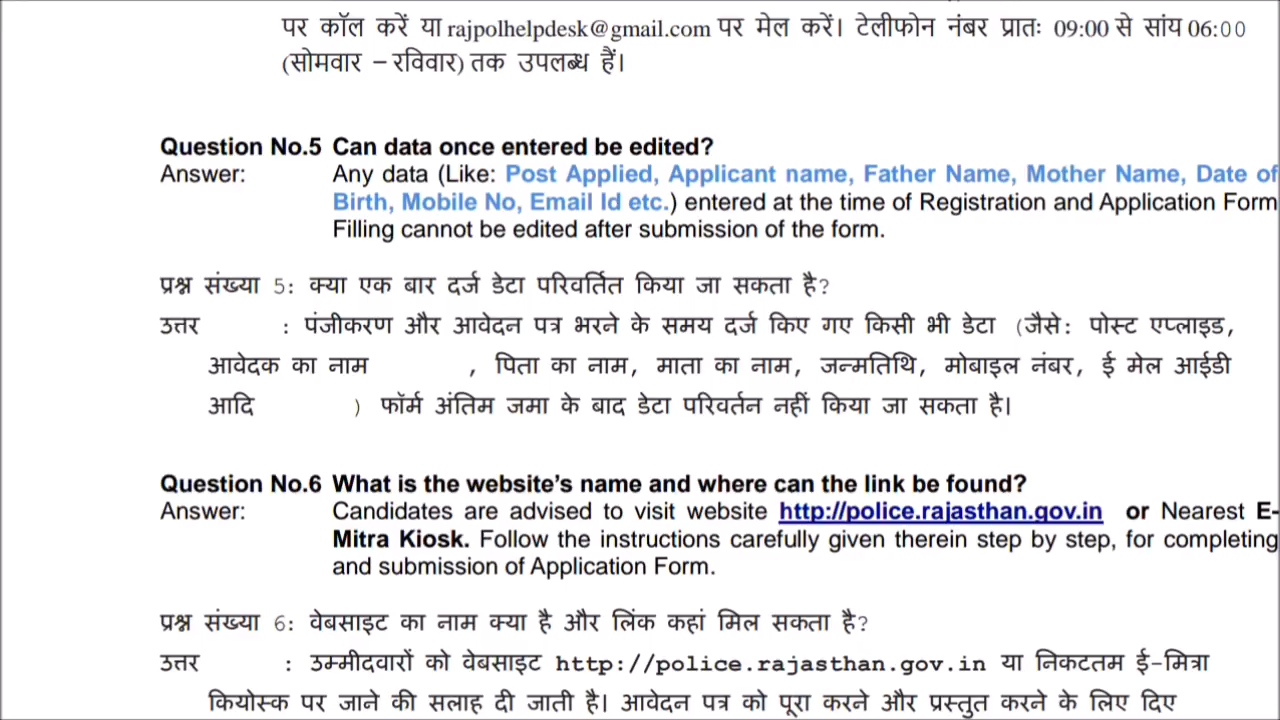 पर कॉल करें या rajpolhelpdesk@gmail.com पर मेल करें। टेलीफोन नंबर प्रातः 09:00 से सांय 06:00
(सोमवार – रविवार) तक उपलब्ध हैं।
Question No.5 Can data once entered be edited?
Answer: Any data (Like: Post Applied, Applicant name, Father Name, Mother Name, Date of
Birth, Mobile No, Email Id etc.) entered at the time of Registration and Application Form
Filling cannot be edited after submission of the form.
प्रश्न संख्या 5: क्या एक बार दर्ज डेटा परिवर्तित किया जा सकता है?
उत्तर : पंजीकरण और आवेदन पत्र भरने के समय दर्ज किए गए किसी भी डेटा (जैसे: पोस्ट एप्लाइड,
आवेदक का नाम , पिता का नाम, माता का नाम, जन्मतिथि, मोबाइल नंबर, ई मेल आईडी
आदि ) फॉर्म अंतिम जमा के बाद डेटा परिवर्तन नहीं किया जा सकता है।
Question No.6 What is the website's name and where can the link be found?
Answer: Candidates are advised to visit website http://police.rajasthan.gov.in or Nearest E-
Mitra Kiosk. Follow the instructions carefully given therein step by step, for completing
and submission of Application Form.
प्रश्न संख्या 6: वेबसाइट का नाम क्या है और लिंक कहां मिल सकता है?
उत्तर : उम्मीदवारों को वेबसाइट http://police.rajasthan.gov.in या निकटतम ई-मित्रा
कियोस्क पर जाने की सलाह दी जाती है। आवेदन पत्र को पूरा करने और प्रस्तुत करने के लिए दिए